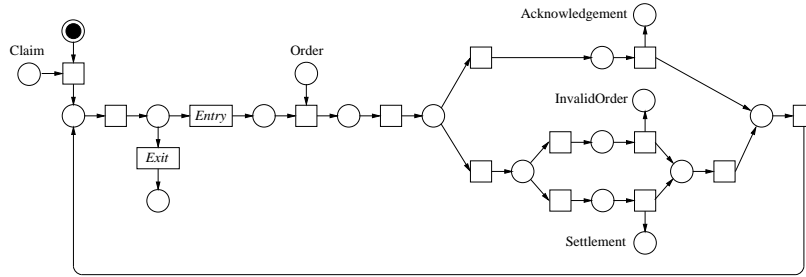 Acknowledgement
Claim
Order
InvalidOrder
Entry
Exit
Settlement